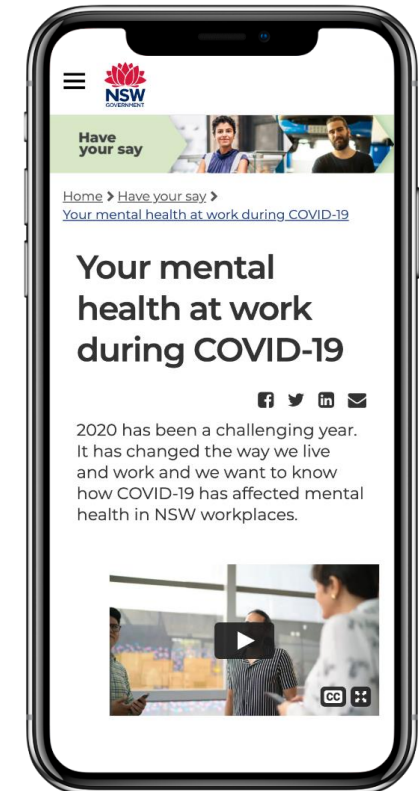 NSW
GOVERNMENT
Have
your say
Home > Have your say >
Your mental health at work during COVID-19
Your mental
health at work
during COVID-19
2020 has been a challenging year.
It has changed the way we live
and work and we want to know
how COVID-19 has affected mental
health in NSW workplaces.
CC